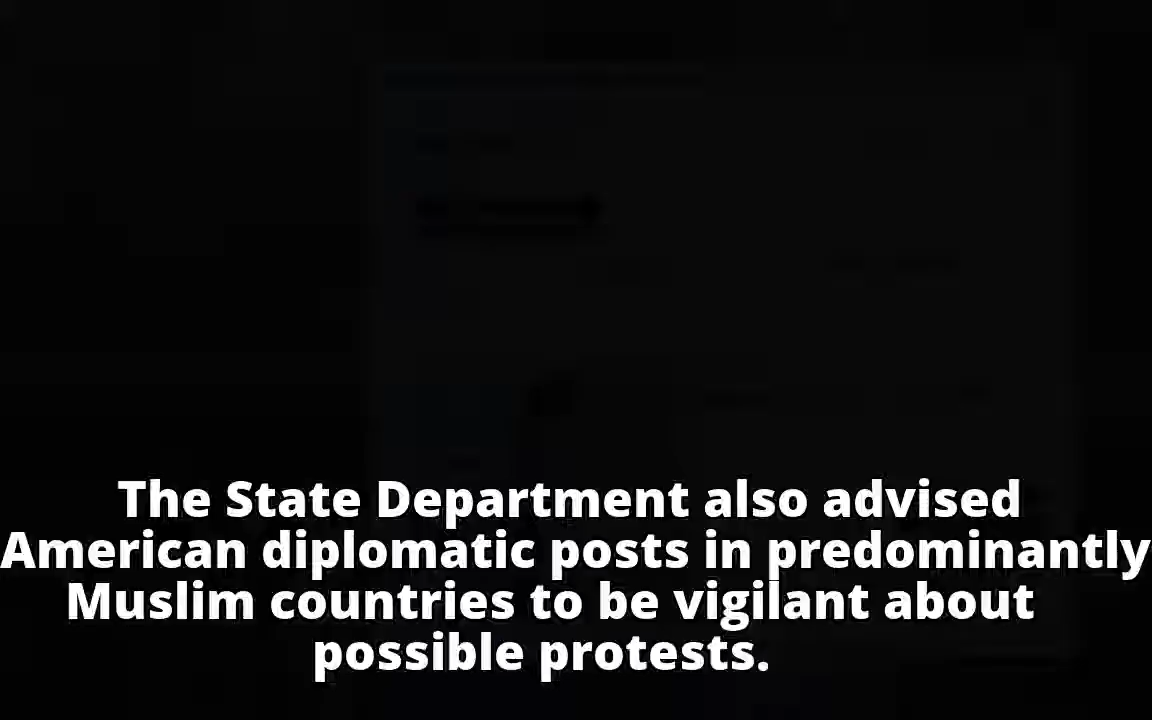 The State Department also advised
American diplomatic posts in predominantly
Muslim countries to be vigilant about
possible protests.